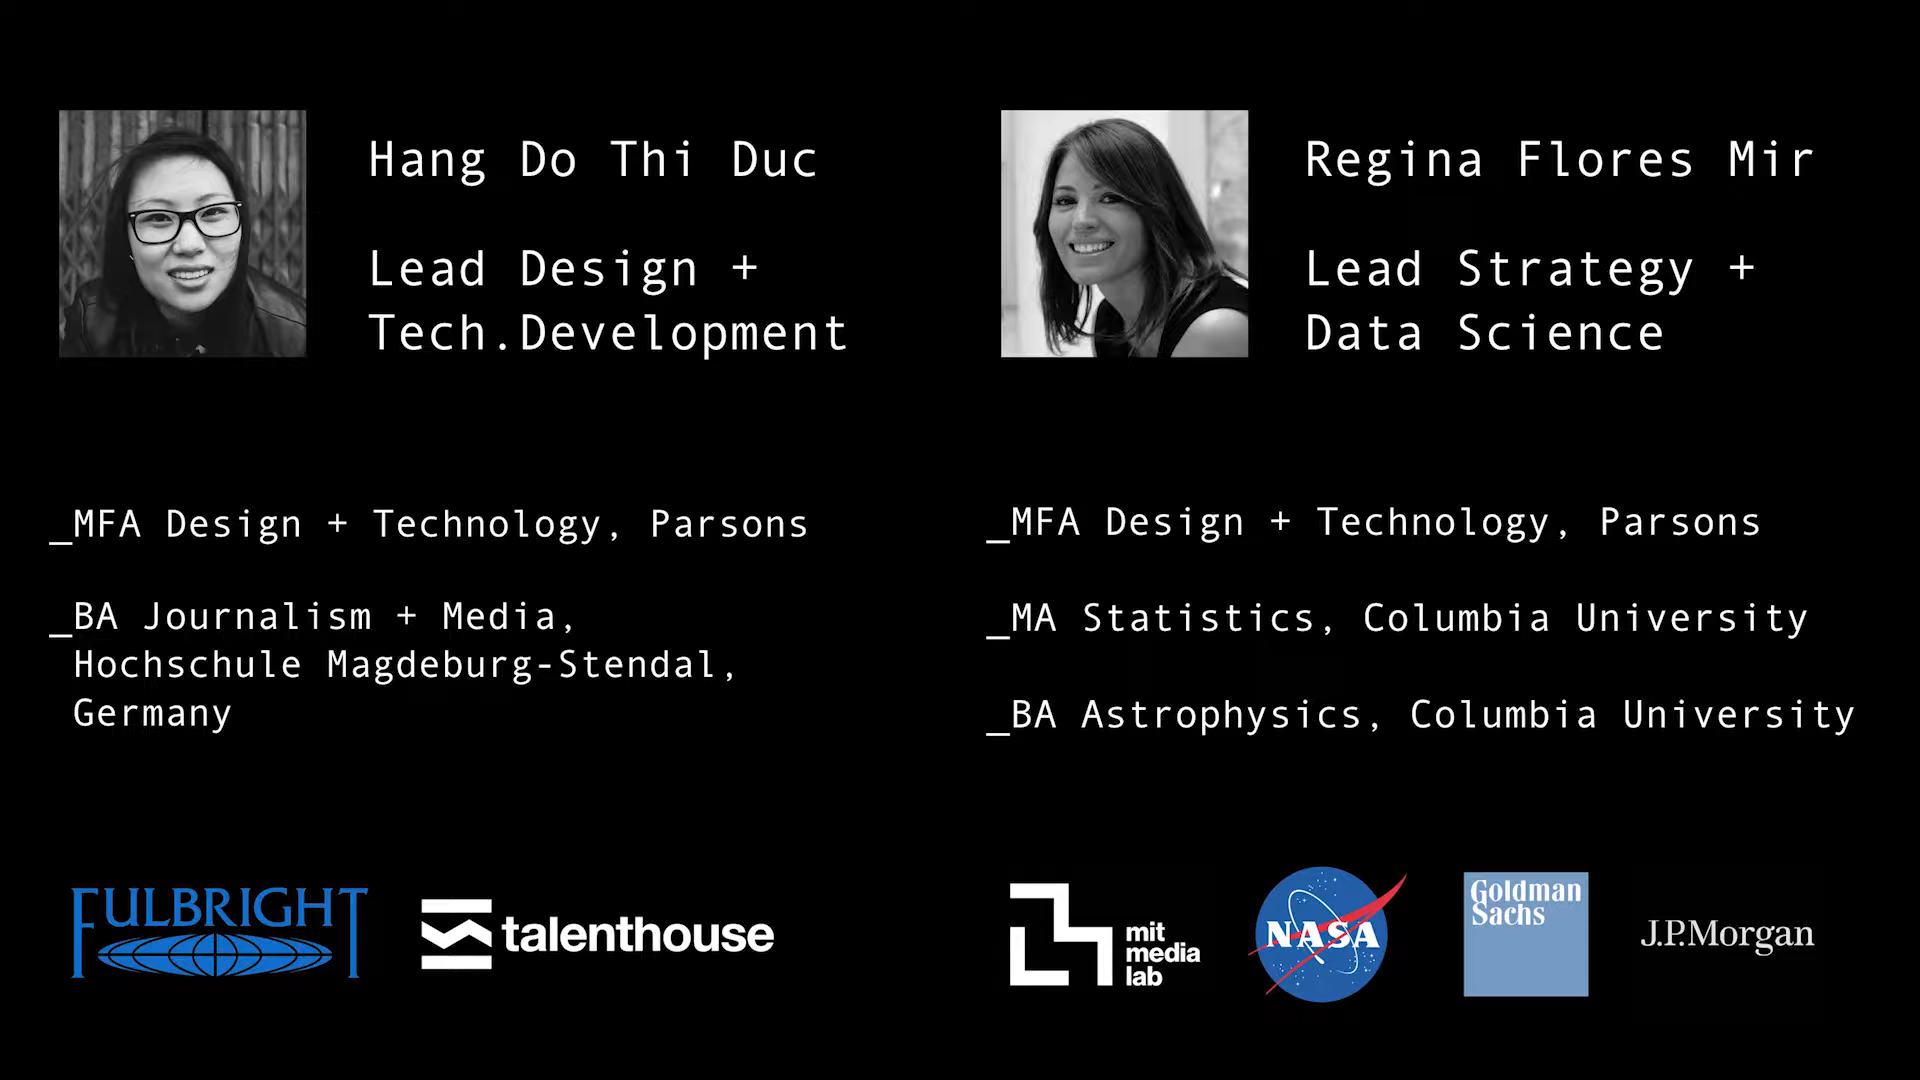 Hang Do Thi Duc
Lead Design +
Tech.Development
_MFA Design + Technology, Parsons
_BA Journalism + Media,
Hochschule Magdeburg-Stendal,
Germany
FULBRIGHT
talenthouse
Regina Flores Mir
Lead Strategy +
Data Science
_MFA Design + Technology, Parsons
_MA Statistics, Columbia University
_BA Astrophysics, Columbia University
mit
media
lab
NASA
Goldman
Sachs
J.P.Morgan